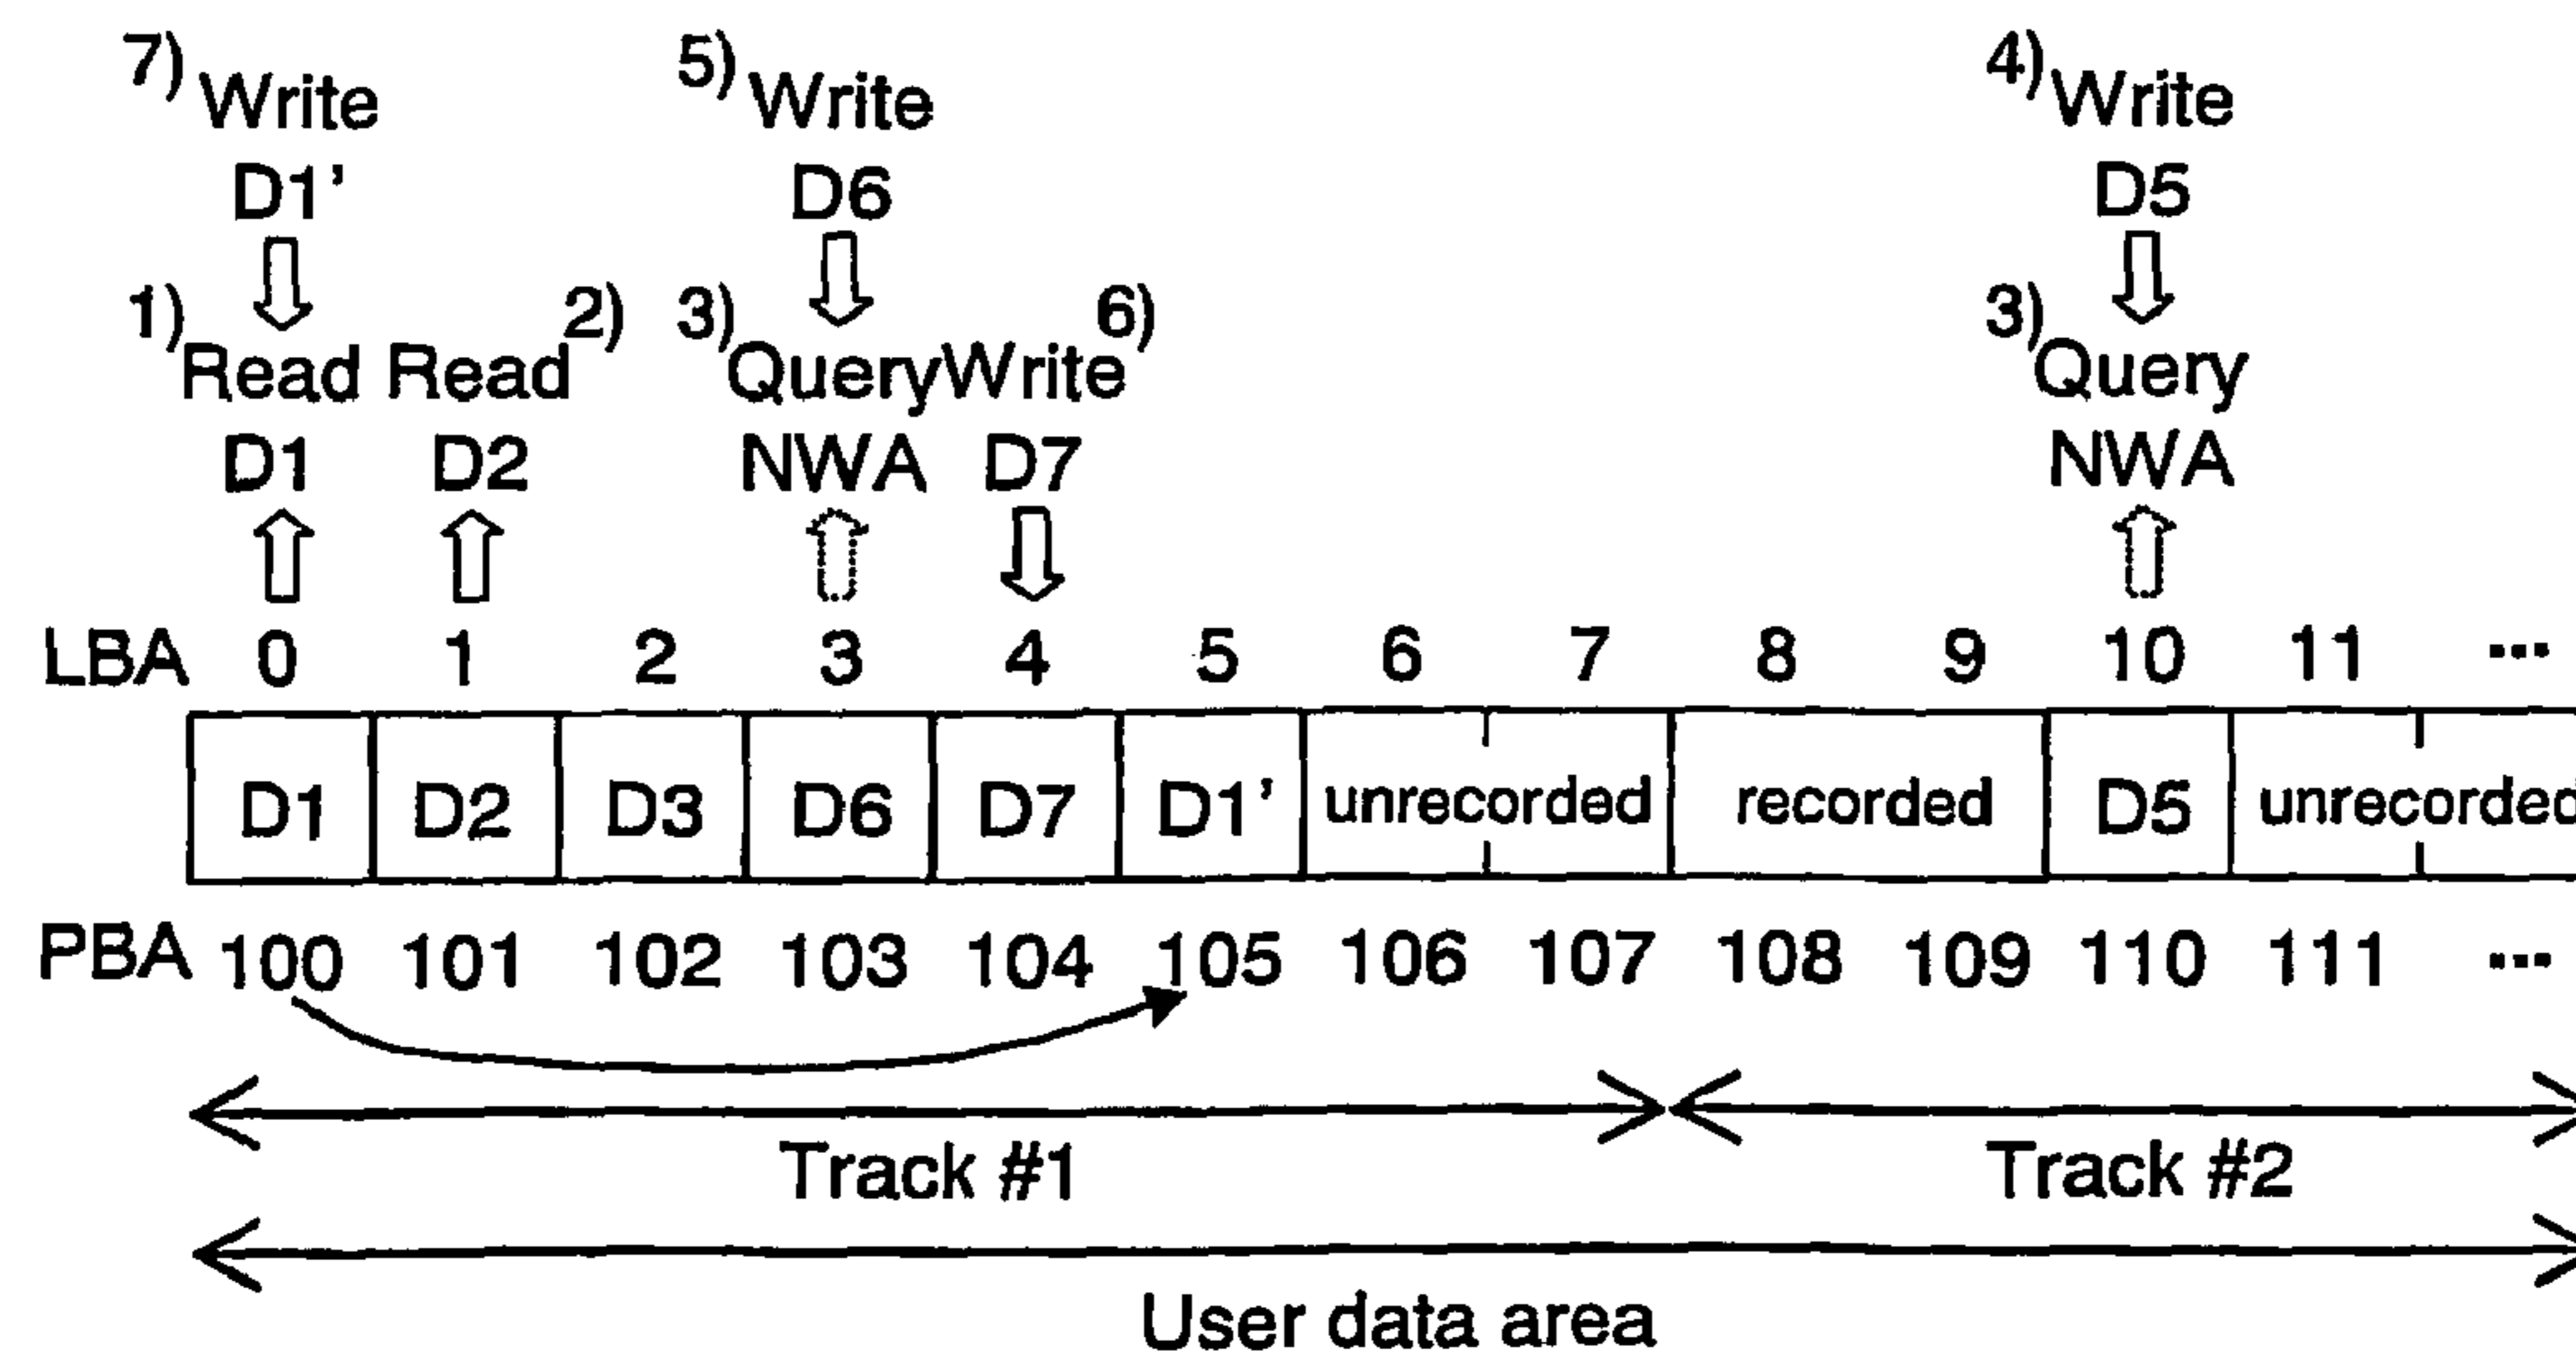 7) 5) 4)
Write Write Write
D1' D6 D5
1) 2) 3) 6) 3)
Read Read Query Write Query
D1 D2 NWA D7 NWA
LBA 0 1 2 3 4 5 6 7 8 9 10 11 ...
D1 D2 D3 D6 D7 D1' unrecorded recorded D5 unrecorded
PBA 100 101 102 103 104 105 106 107 108 109 110 111 ...
Track #1 Track #2
User data area